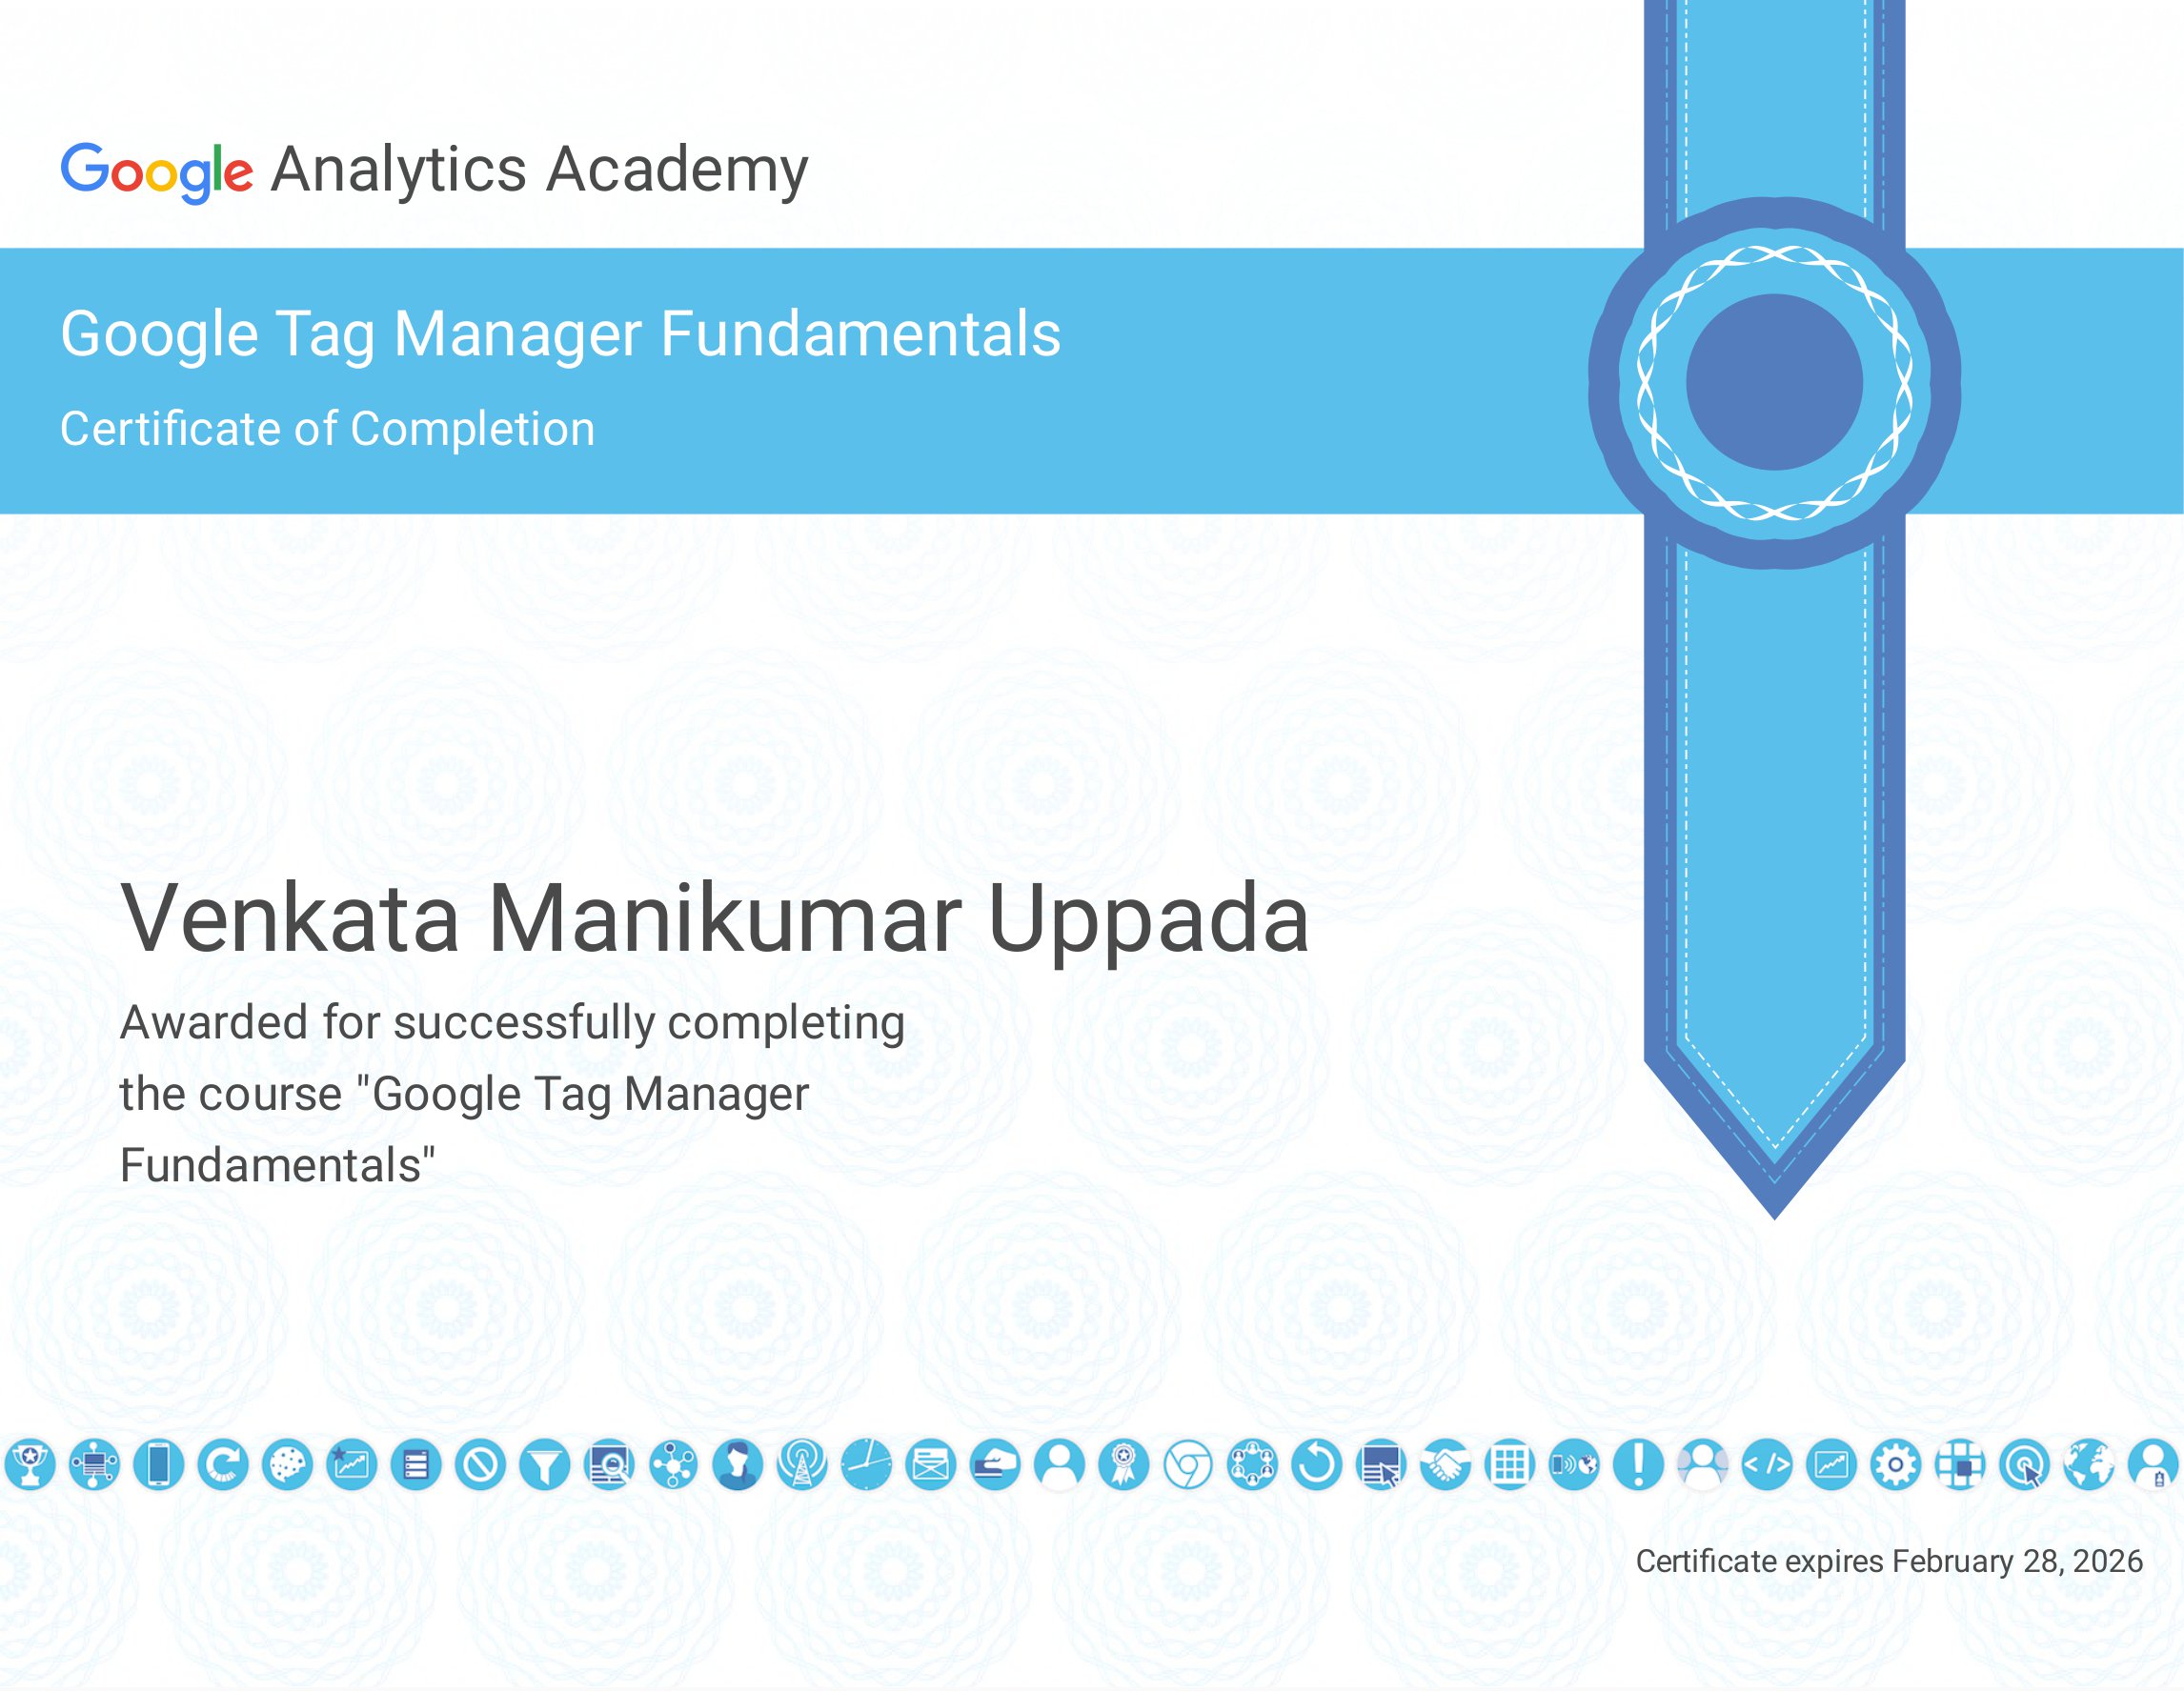 Google Analytics Academy
Google Tag Manager Fundamentals
Certificate of Completion
Venkata Manikumar Uppada
Awarded for successfully completing
the course "Google Tag Manager
Fundamentals"
Certificate expires February 28, 2026